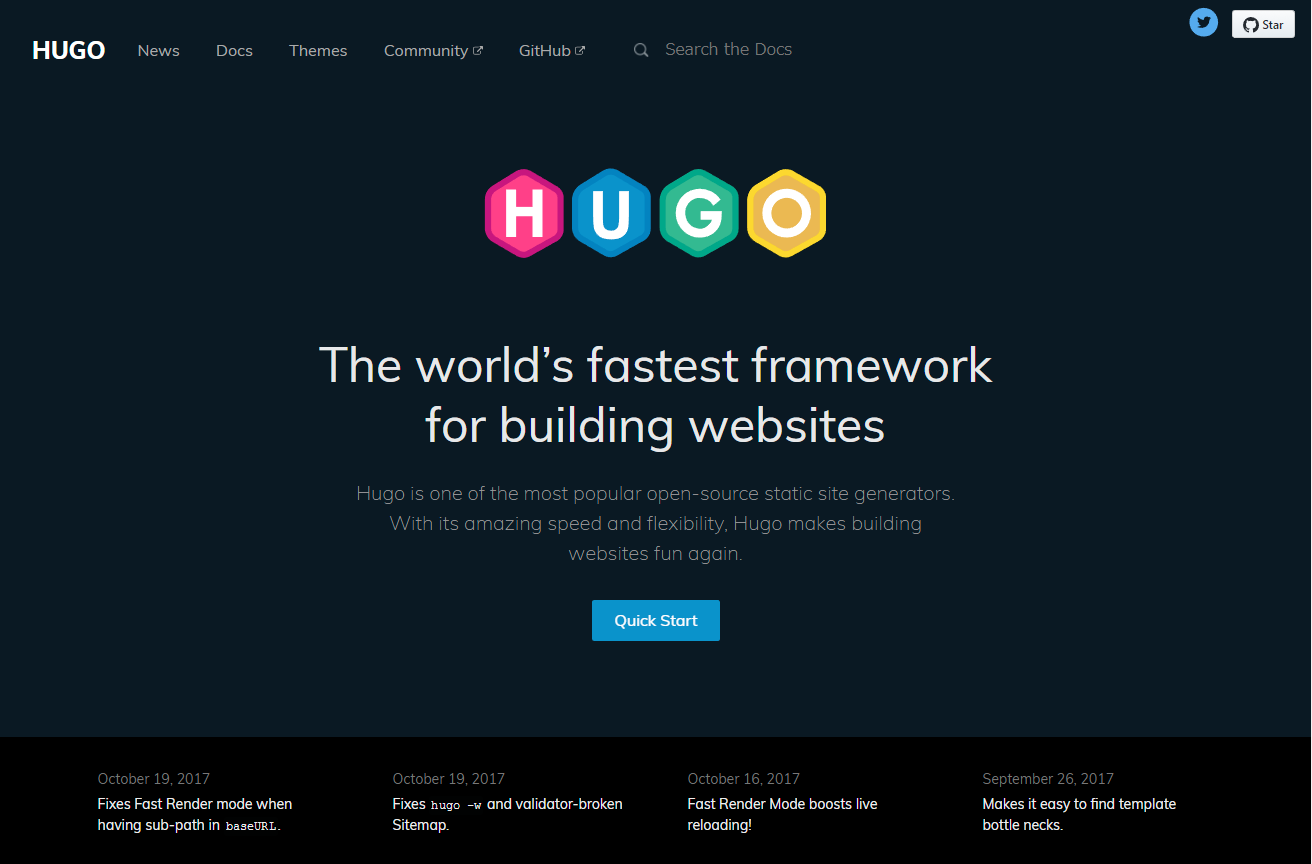 HUGO News Docs Themes Community GitHub Search the Docs
Star
HUGO
The world’s fastest framework
for building websites
Hugo is one of the most popular open-source static site generators.
With its amazing speed and flexibility, Hugo makes building
websites fun again.
Quick Start
October 19, 2017
Fixes Fast Render mode when
having sub-path in baseURL.
October 19, 2017
Fixes hugo -w and validator-broken
Sitemap.
October 16, 2017
Fast Render Mode boosts live
reloading!
September 26, 2017
Makes it easy to find template
bottle necks.